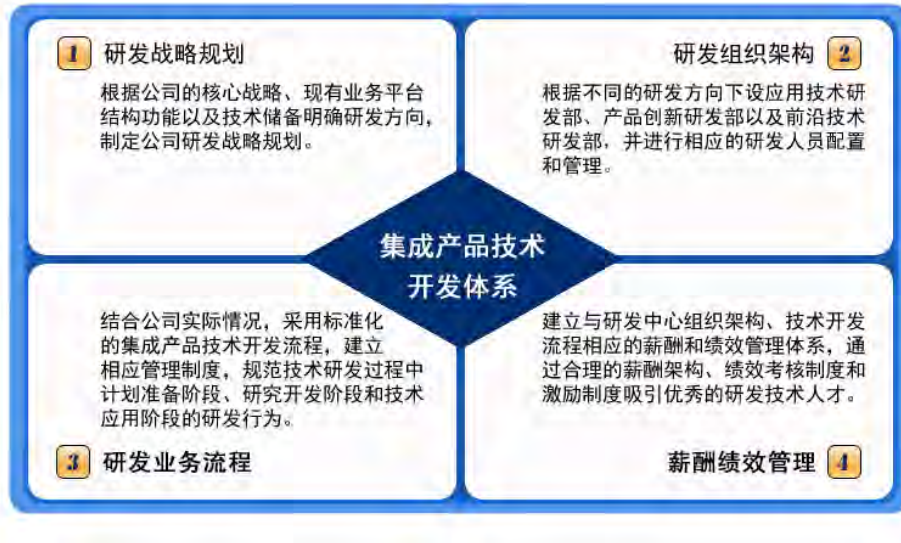 1 研发战略规划
根据公司的核心战略、现有业务平台
结构功能以及技术储备明确研发方向，
制定公司研发战略规划。
研发组织架构 2
根据不同的研发方向下设应用技术研
发部、产品创新研发部以及前沿技术
研发部，并进行相应的研发人员配置
和管理。
集成产品技术
开发体系
结合公司实际情况，采用标准化
的集成产品技术开发流程，建立
相应管理制度，规范技术研发过程中
计划准备阶段、研究开发阶段和技术
应用阶段的研发行为。
3 研发业务流程
建立与研发中心组织架构、技术开发
流程相应的薪酬和绩效管理体系，通
过合理的薪酬架构、绩效考核制度和
激励制度吸引优秀的研发技术人才。
薪酬绩效管理 4